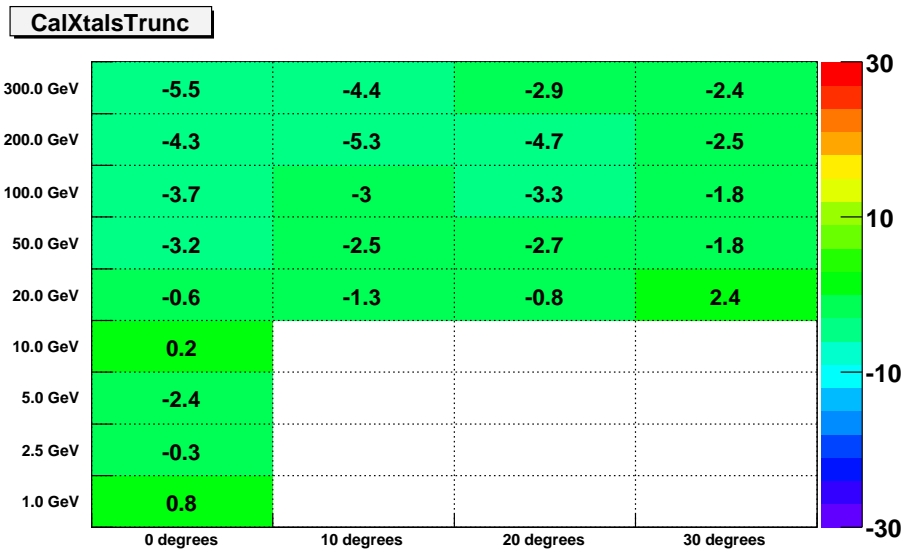 CalXtalsTrunc
300.0 GeV -5.5 -4.4 -2.9 -2.4 30
200.0 GeV -4.3 -5.3 -4.7 -2.5
100.0 GeV -3.7 -3 -3.3 -1.8 10
50.0 GeV -3.2 -2.5 -2.7 -1.8
20.0 GeV -0.6 -1.3 -0.8 2.4
10.0 GeV 0.2 -10
5.0 GeV -2.4
2.5 GeV -0.3
1.0 GeV 0.8 -30
0 degrees 10 degrees 20 degrees 30 degrees